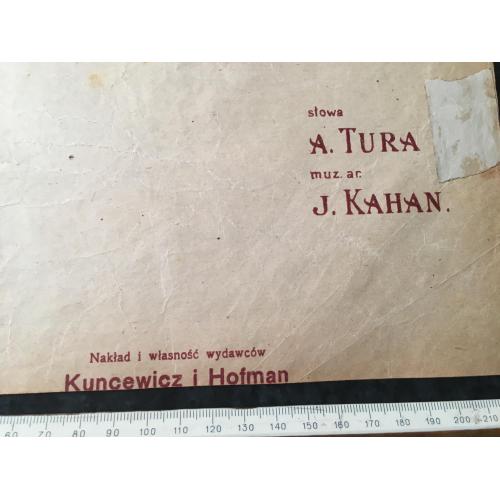 słowa
A. TURA
muz. ar.
J. KAHAN.
Nakład i własność wydawców
Kuncewicz i Hofman
60 70 80 90 100 110 120 130 140 150 160 170 180 190 200 210